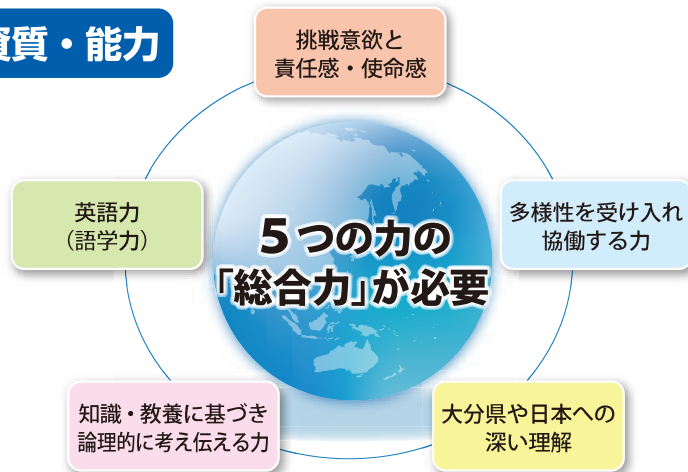 資質・能力
挑戦意欲と
責任感・使命感
英語力
（語学力）
多様性を受け入れ
協働する力
５つの力の
「総合力」が必要
知識・教養に基づき
論理的に考え伝える力
大分県や日本への
深い理解